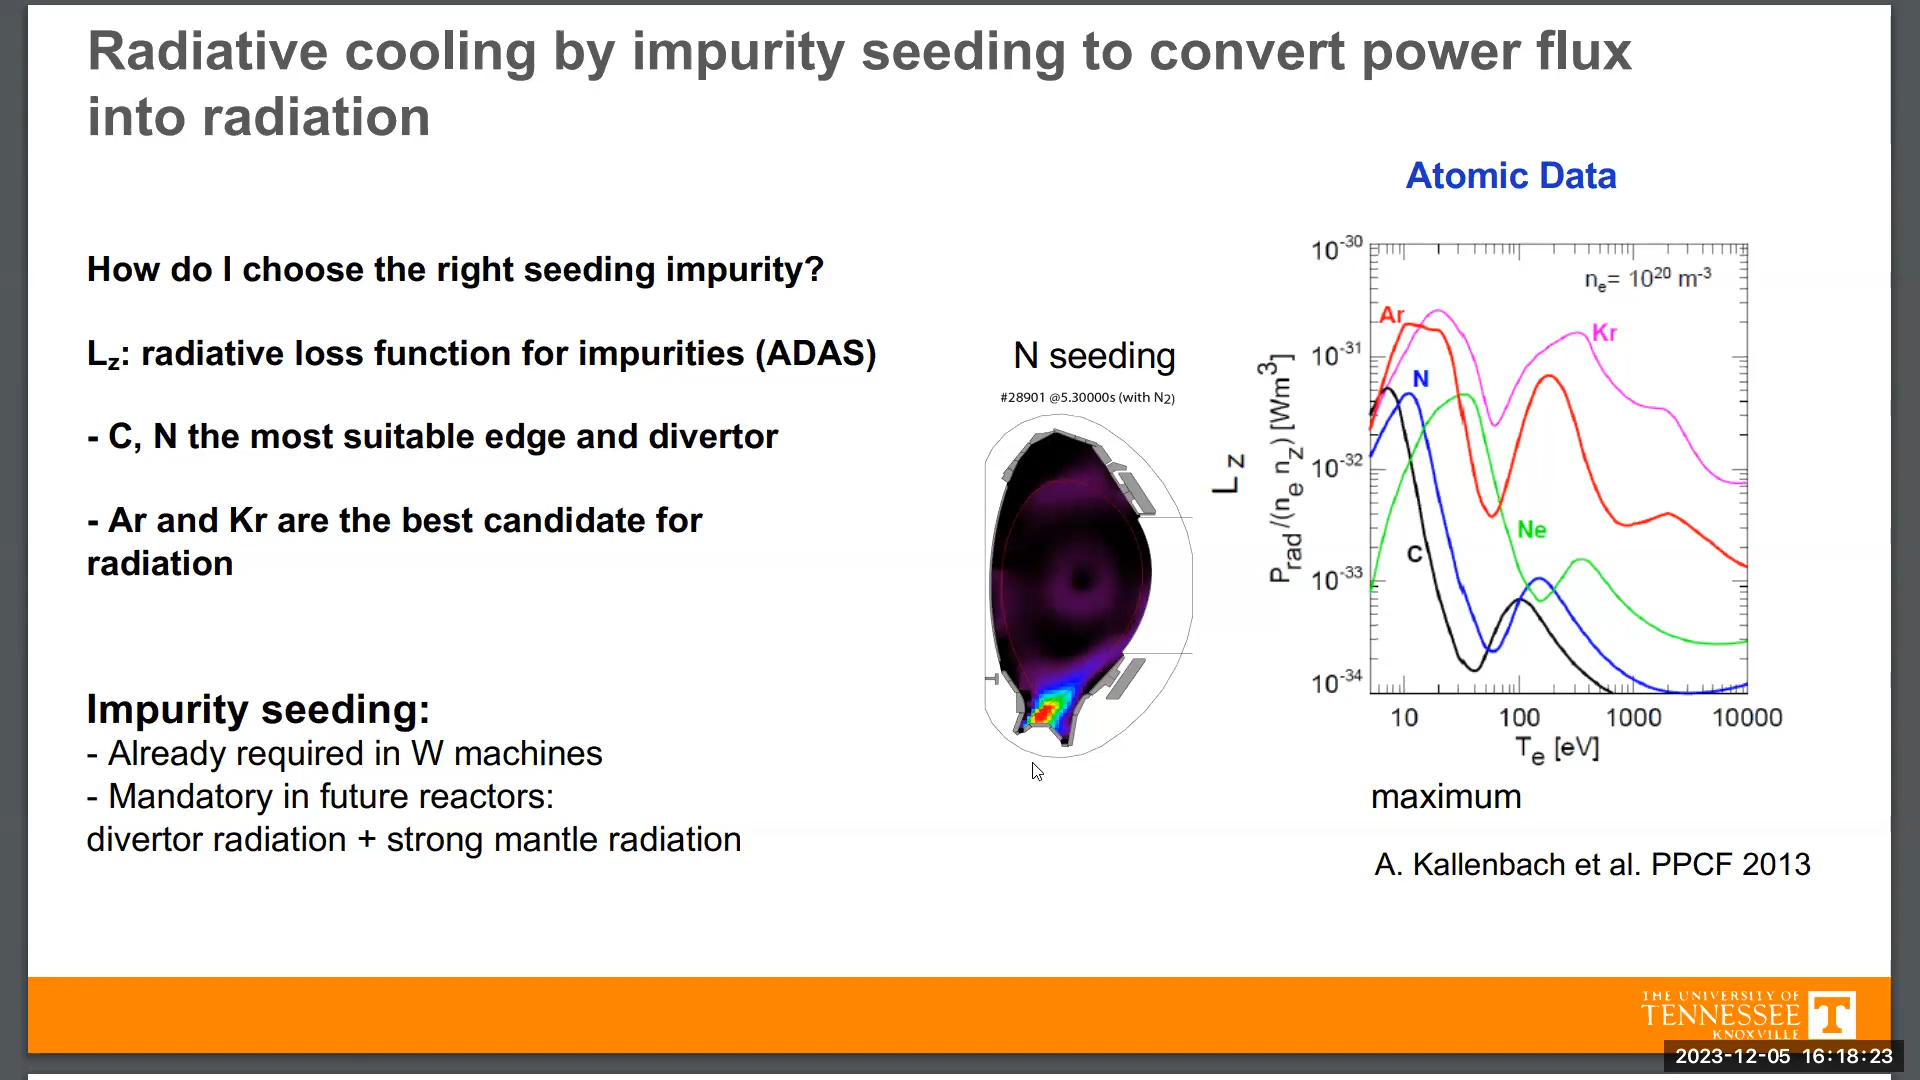 Radiative cooling by impurity seeding to convert power flux
into radiation
Atomic Data
How do I choose the right seeding impurity?
Lz: radiative loss function for impurities (ADAS)
- C, N the most suitable edge and divertor
- Ar and Kr are the best candidate for
radiation
Impurity seeding:
- Already required in W machines
- Mandatory in future reactors:
divertor radiation + strong mantle radiation
N seeding
#28901 @5.30000s (with N2)
Lz
Prad/(ne nz) [Wm³]
10⁻³⁰
10⁻³¹
10⁻³²
10⁻³³
10⁻³⁴
ne= 10²⁰ m⁻³
Ar
Kr
N
Ne
C
10 100 1000 10000
Te [eV]
maximum
A. Kallenbach et al. PPCF 2013
THE UNIVERSITY OF
TENNESSEE
KNOXVILLE
T
2023-12-05 16:18:23